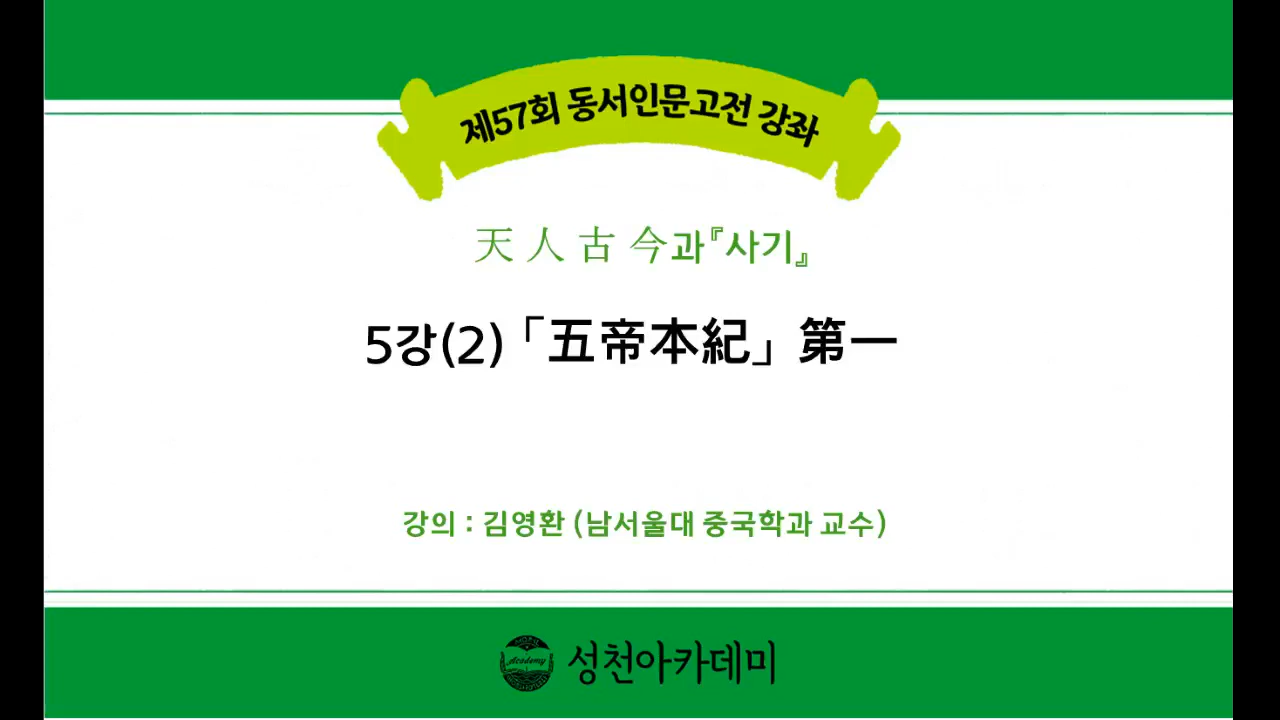 제57회 동서인문고전 강좌
天 人 古 今과『사기』
5강(2)「五帝本紀」第一
강의 : 김영환 (남서울대 중국학과 교수)
Academy
성천아카데미